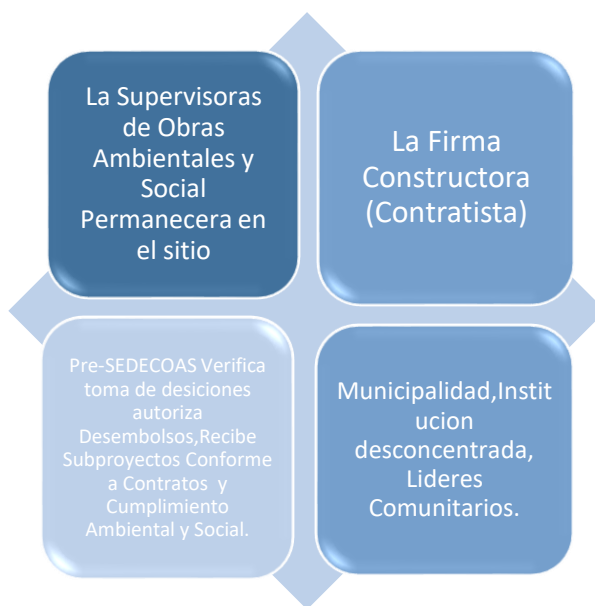 La Supervisoras
de Obras
Ambientales y
Social
Permanecera en
el sitio
La Firma
Constructora
(Contratista)
Pre-SEDECOAS Verifica
toma de desiciones
autoriza
Desembolsos,Recibe
Subproyectos Conforme
a Contratos y
Cumplimiento
Ambiental y Social.
Municipalidad,Instit
ucion
desconcentrada,
Lideres
Comunitarios.